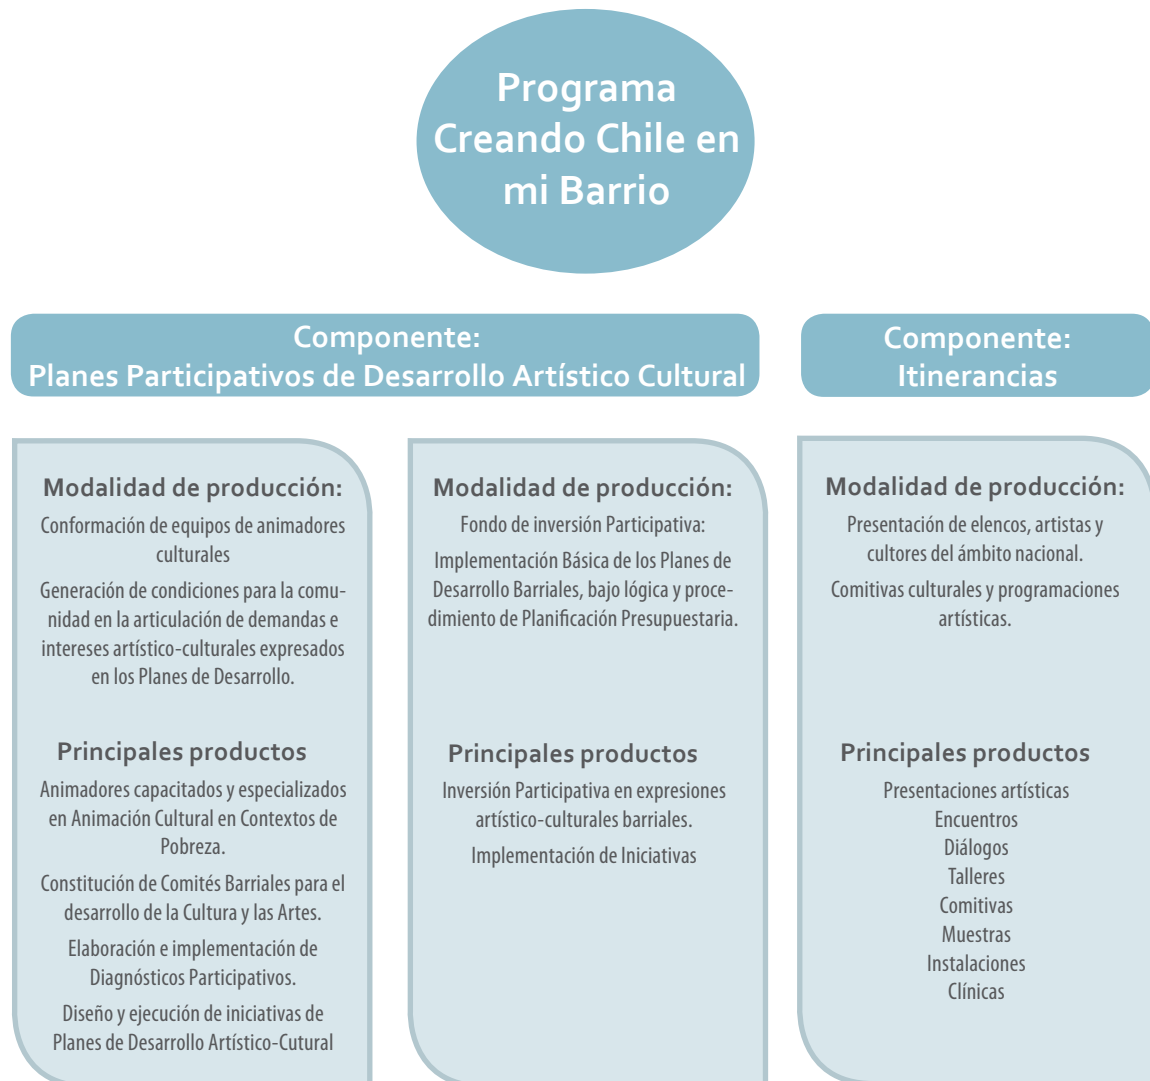 Programa
Creando Chile en
mi Barrio
Componente:
Planes Participativos de Desarrollo Artístico Cultural
Componente:
Itinerancias
Modalidad de producción:
Conformación de equipos de animadores
culturales
Generación de condiciones para la comu-
nidad en la articulación de demandas e
intereses artístico-culturales expresados
en los Planes de Desarrollo.
Principales productos
Animadores capacitados y especializados
en Animación Cultural en Contextos de
Pobreza.
Constitución de Comités Barriales para el
desarrollo de la Cultura y las Artes.
Elaboración e implementación de
Diagnósticos Participativos.
Diseño y ejecución de iniciativas de
Planes de Desarrollo Artístico-Cutural
Modalidad de producción:
Fondo de inversión Participativa:
Implementación Básica de los Planes de
Desarrollo Barriales, bajo lógica y proce-
dimiento de Planificación Presupuestaria.
Principales productos
Inversión Participativa en expresiones
artístico-culturales barriales.
Implementación de Iniciativas
Modalidad de producción:
Presentación de elencos, artistas y
cultores del ámbito nacional.
Comitivas culturales y programaciones
artísticas.
Principales productos
Presentaciones artísticas
Encuentros
Diálogos
Talleres
Comitivas
Muestras
Instalaciones
Clínicas